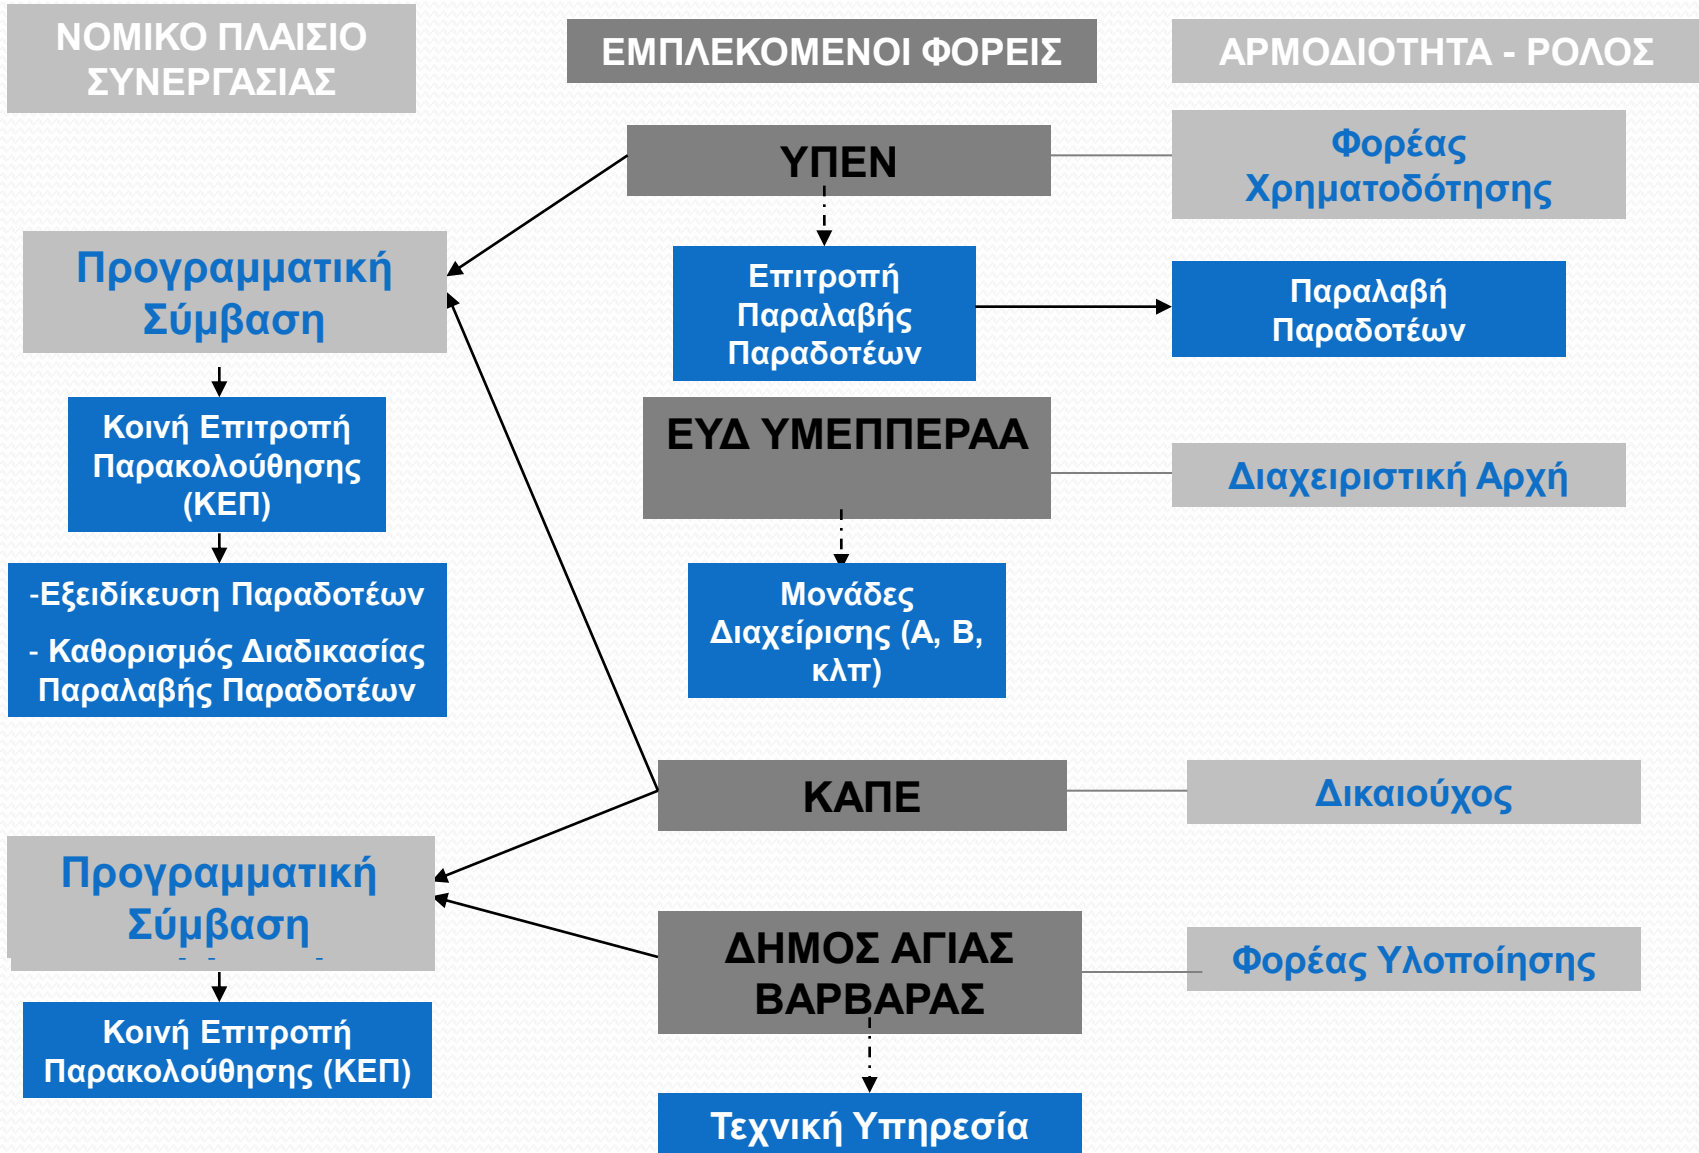 ΝΟΜΙΚΟ ΠΛΑΙΣΙΟ
ΣΥΝΕΡΓΑΣΙΑΣ
ΕΜΠΛΕΚΟΜΕΝΟΙ ΦΟΡΕΙΣ
ΑΡΜΟΔΙΟΤΗΤΑ - ΡΟΛΟΣ
ΥΠΕΝ
Φορέας
Χρηματοδότησης
Προγραμματική
Σύμβαση
Επιτροπή
Παραλαβής
Παραδοτέων
Παραλαβή
Παραδοτέων
Κοινή Επιτροπή
Παρακολούθησης
(ΚΕΠ)
ΕΥΔ ΥΜΕΠΠΕΡΑΑ
Διαχειριστική Αρχή
-Εξειδίκευση Παραδοτέων
- Καθορισμός Διαδικασίας
Παραλαβής Παραδοτέων
Μονάδες
Διαχείρισης (Α, Β,
κλπ)
ΚΑΠΕ
Δικαιούχος
Προγραμματική
Σύμβαση
ΔΗΜΟΣ ΑΓΙΑΣ
ΒΑΡΒΑΡΑΣ
Φορέας Υλοποίησης
Κοινή Επιτροπή
Παρακολούθησης (ΚΕΠ)
Τεχνική Υπηρεσία